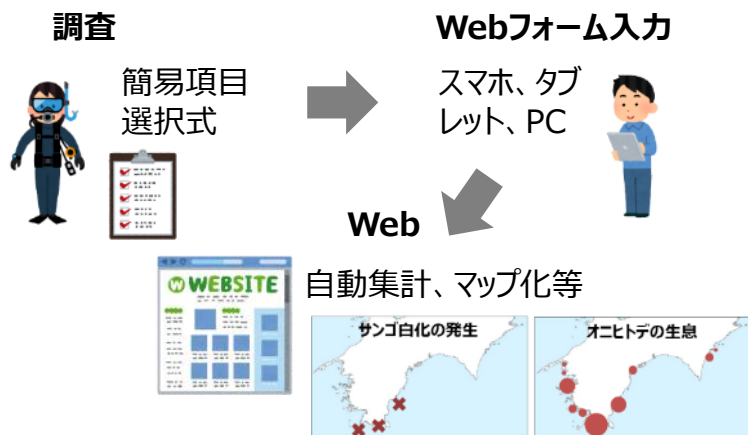 調査
Webフォーム入力
簡易項目
選択式
スマホ、タブ
レット、PC
Web
WEBSITE
自動集計、マップ化等
サンゴ白化の発生
オニヒトデの生息